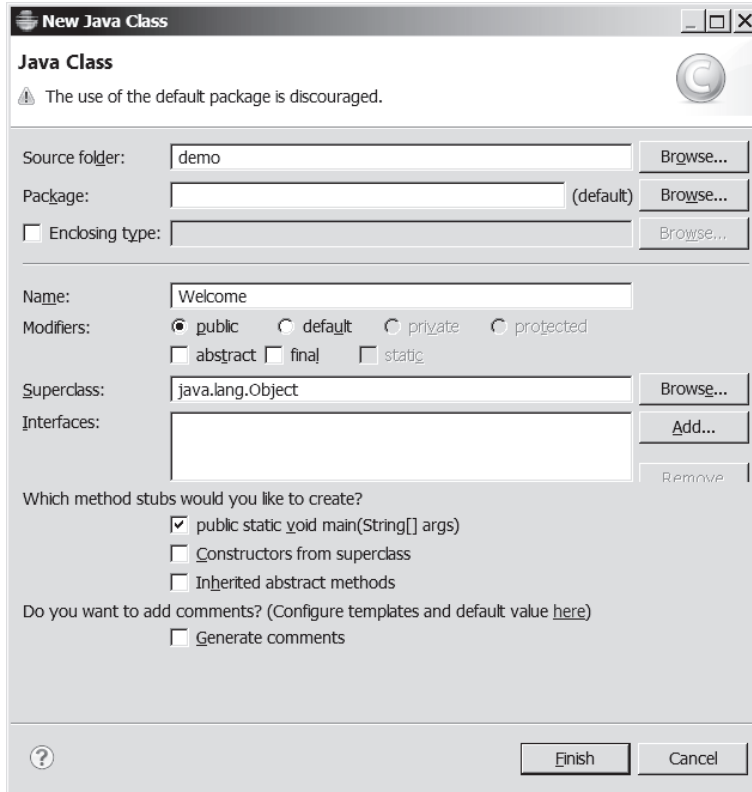 New Java Class
Java Class
The use of the default package is discouraged.
Source folder: demo Browse...
Package: (default) Browse...
Enclosing type: Browse...
Name: Welcome
Modifiers: public default private protected
abstract final static
Superclass: java.lang.Object Browse...
Interfaces: Add...
Remove
Which method stubs would you like to create?
public static void main(String[] args)
Constructors from superclass
Inherited abstract methods
Do you want to add comments? (Configure templates and default value here)
Generate comments
? Finish Cancel